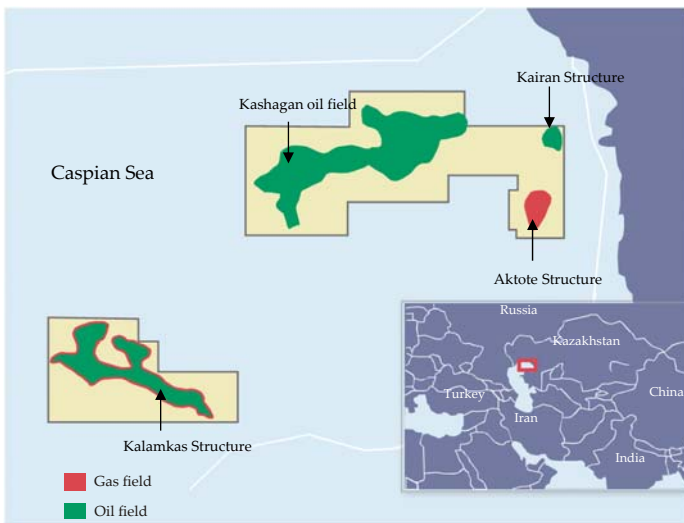 Kairan Structure
Kashagan oil field
Caspian Sea
Aktote Structure
Russia
Kazakhstan
China
Turkey
Iran
India
Kalamkas Structure
Gas field
Oil field